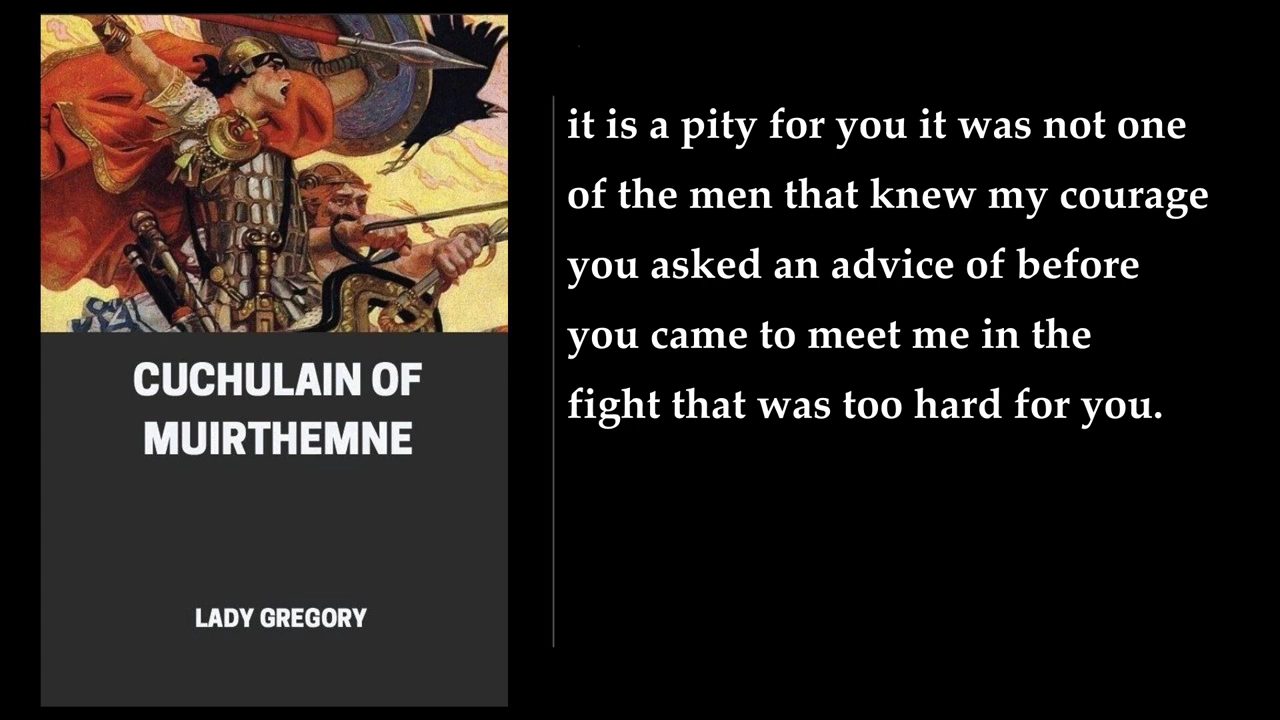 CUCHULAIN OF
MUIRTHEMNE
LADY GREGORY
it is a pity for you it was not one
of the men that knew my courage
you asked an advice of before
you came to meet me in the
fight that was too hard for you.